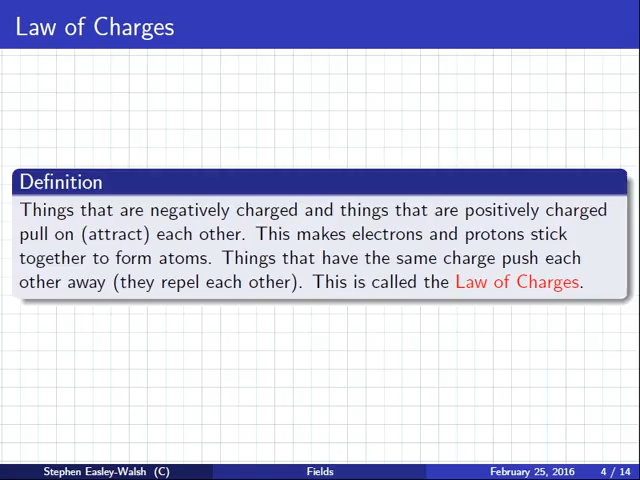 Law of Charges
Definition
Things that are negatively charged and things that are positively charged
pull on (attract) each other. This makes electrons and protons stick
together to form atoms. Things that have the same charge push each
other away (they repel each other). This is called the Law of Charges.
Stephen Easley-Walsh (C) Fields February 25, 2016 4 / 14